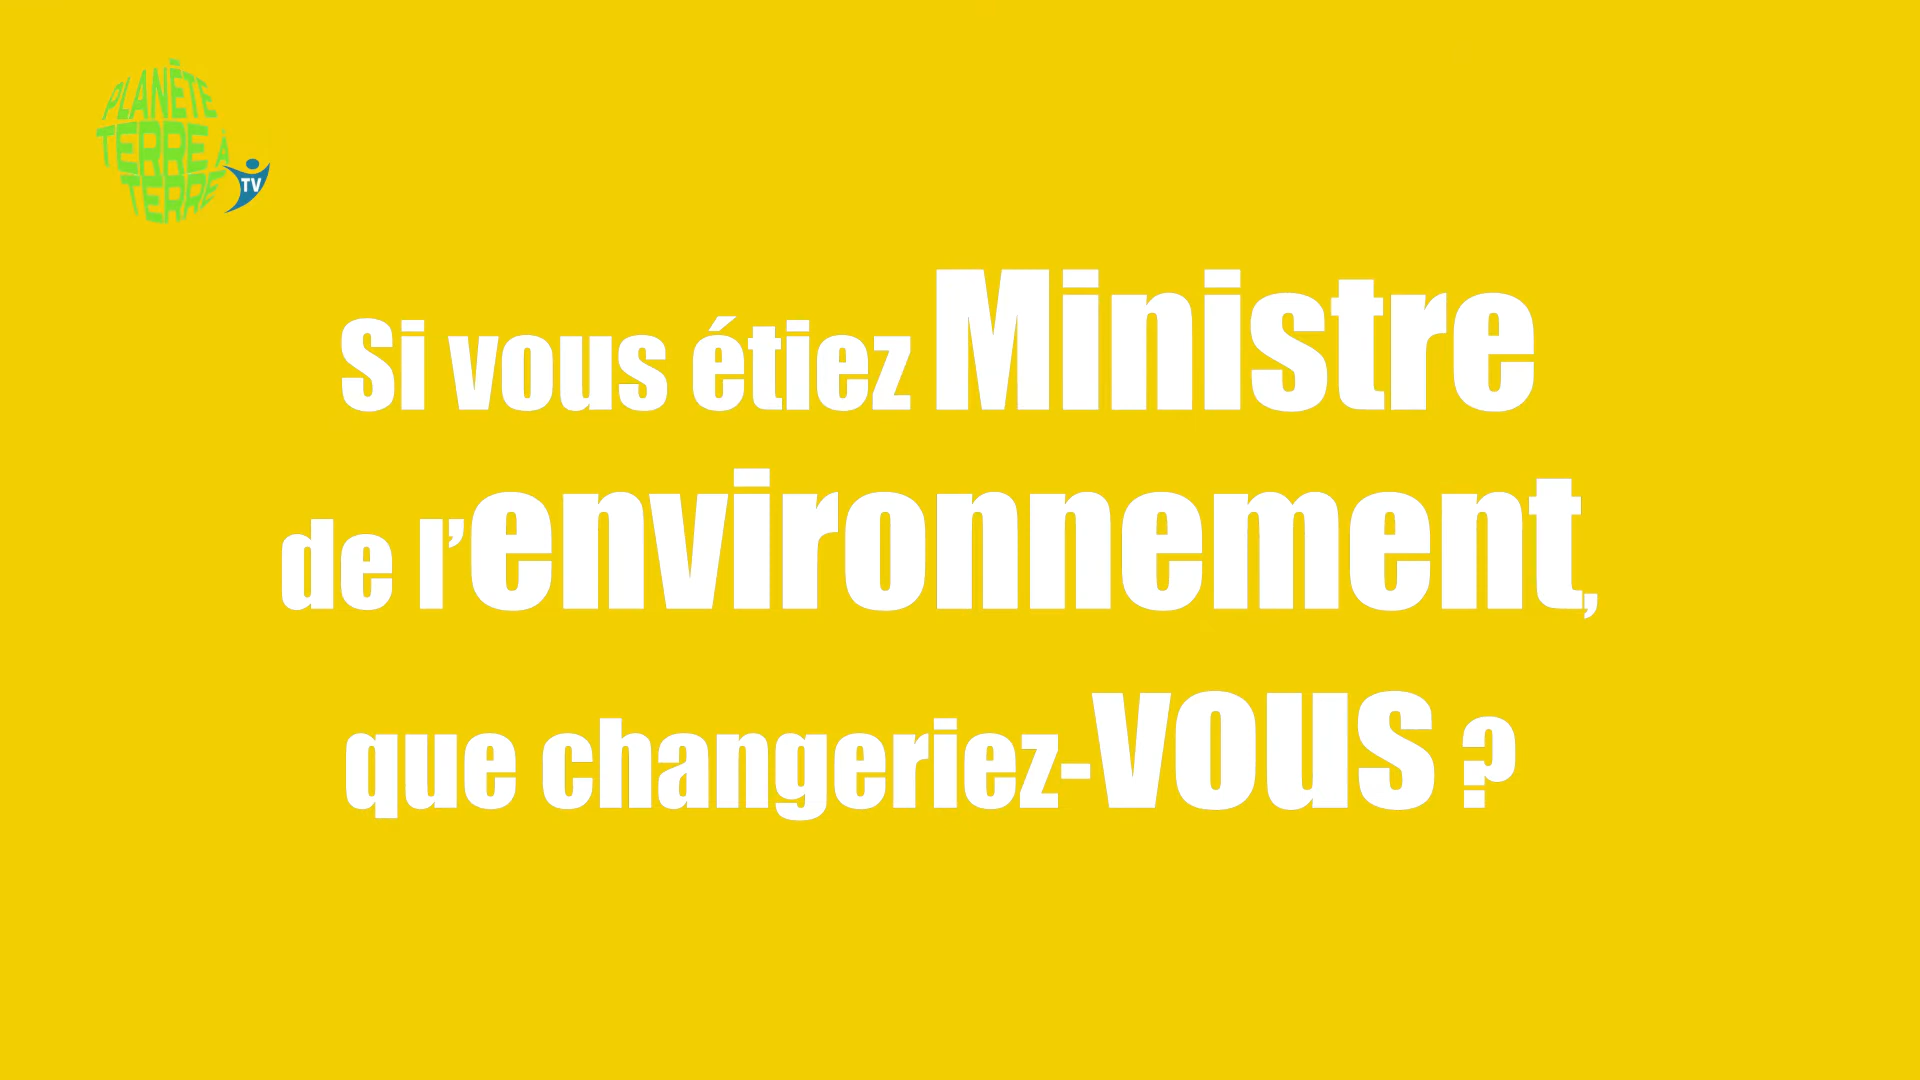 PLANÈTE
TERRE À
TERRE
TV
Si vous étiez Ministre
de l’environnement,
que changeriez-vous ?